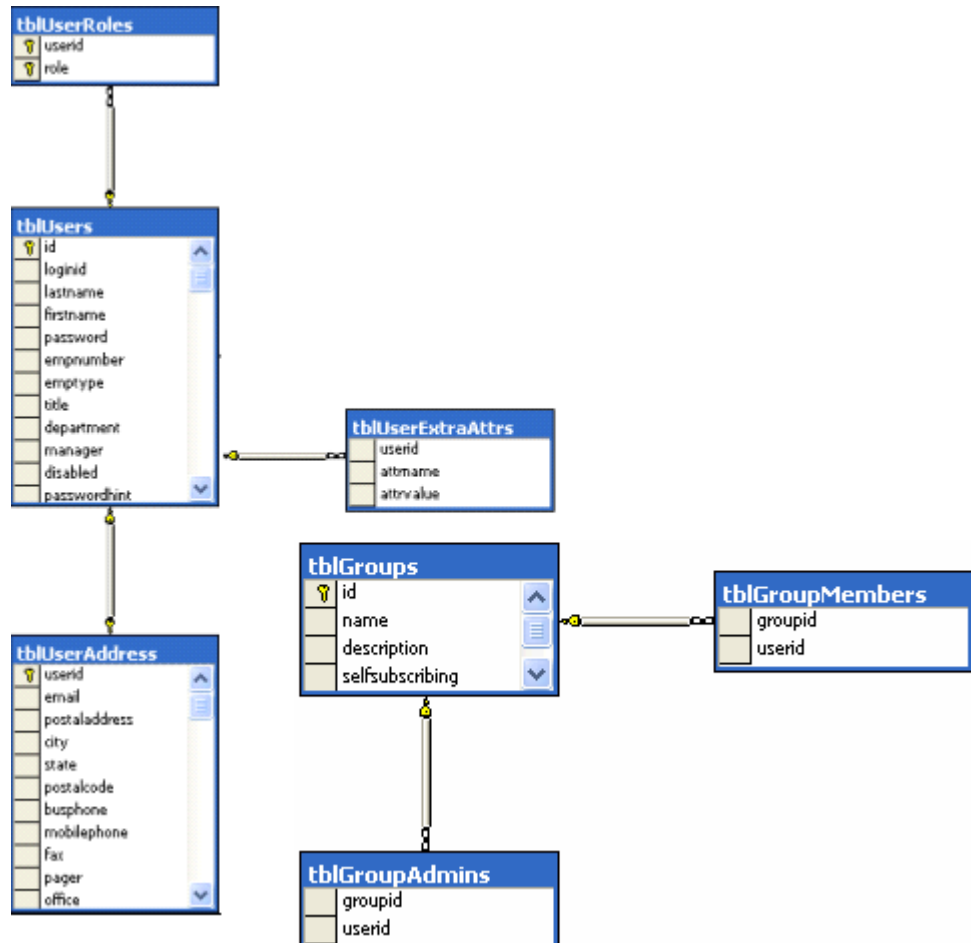 tblUserRoles
userid
role
tblUsers
id
loginid
lastname
firstname
password
empnumber
emptype
title
department
manager
disabled
passwordhint
tblUserExtraAttrs
userid
attrname
attrvalue
tblUserAddress
userid
email
postaladdress
city
state
postalcode
busphone
mobilephone
fax
pager
office
tblGroups
id
name
description
selfsubscribing
tblGroupMembers
groupid
userid
tblGroupAdmins
groupid
userid